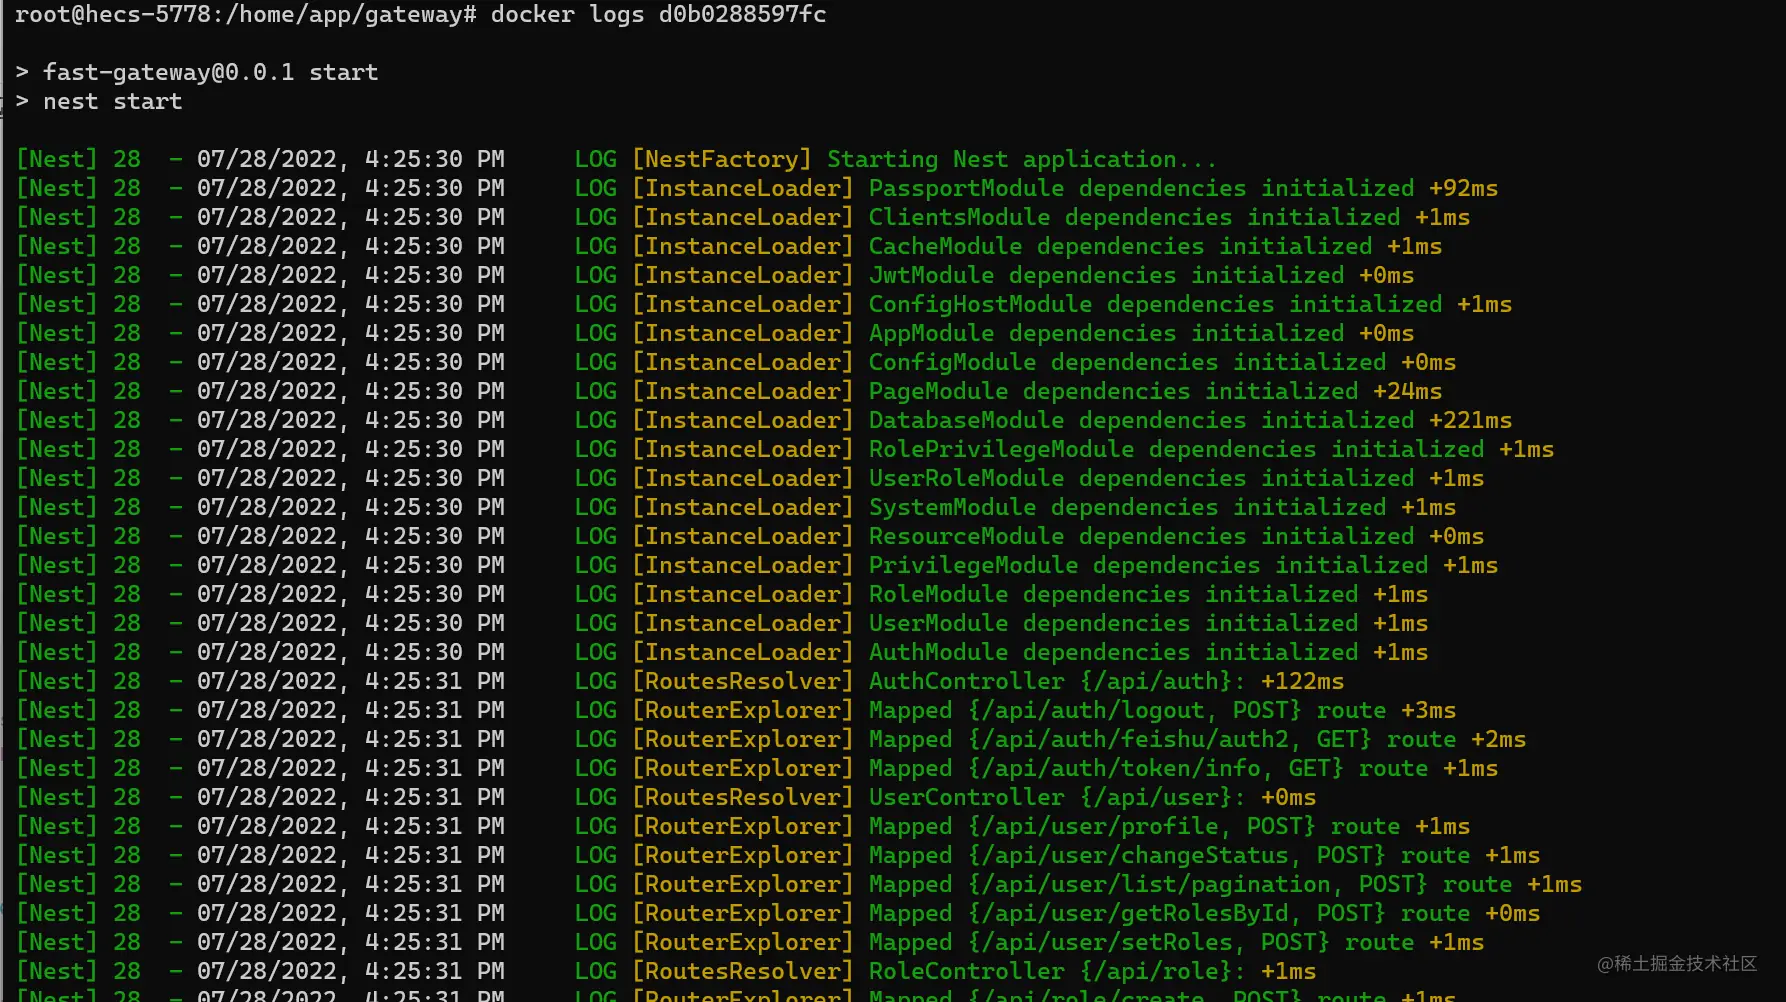 root@hecs-5778:/home/app/gateway# docker logs d0b0288597fc
> fast-gateway@0.0.1 start
> nest start
[Nest] 28  - 07/28/2022, 4:25:30 PM     LOG [NestFactory] Starting Nest application...
[Nest] 28  - 07/28/2022, 4:25:30 PM     LOG [InstanceLoader] PassportModule dependencies initialized +92ms
[Nest] 28  - 07/28/2022, 4:25:30 PM     LOG [InstanceLoader] ClientsModule dependencies initialized +1ms
[Nest] 28  - 07/28/2022, 4:25:30 PM     LOG [InstanceLoader] CacheModule dependencies initialized +1ms
[Nest] 28  - 07/28/2022, 4:25:30 PM     LOG [InstanceLoader] JwtModule dependencies initialized +0ms
[Nest] 28  - 07/28/2022, 4:25:30 PM     LOG [InstanceLoader] ConfigHostModule dependencies initialized +1ms
[Nest] 28  - 07/28/2022, 4:25:30 PM     LOG [InstanceLoader] AppModule dependencies initialized +0ms
[Nest] 28  - 07/28/2022, 4:25:30 PM     LOG [InstanceLoader] ConfigModule dependencies initialized +0ms
[Nest] 28  - 07/28/2022, 4:25:30 PM     LOG [InstanceLoader] PageModule dependencies initialized +24ms
[Nest] 28  - 07/28/2022, 4:25:30 PM     LOG [InstanceLoader] DatabaseModule dependencies initialized +221ms
[Nest] 28  - 07/28/2022, 4:25:30 PM     LOG [InstanceLoader] RolePrivilegeModule dependencies initialized +1ms
[Nest] 28  - 07/28/2022, 4:25:30 PM     LOG [InstanceLoader] UserRoleModule dependencies initialized +1ms
[Nest] 28  - 07/28/2022, 4:25:30 PM     LOG [InstanceLoader] SystemModule dependencies initialized +1ms
[Nest] 28  - 07/28/2022, 4:25:30 PM     LOG [InstanceLoader] ResourceModule dependencies initialized +0ms
[Nest] 28  - 07/28/2022, 4:25:30 PM     LOG [InstanceLoader] PrivilegeModule dependencies initialized +1ms
[Nest] 28  - 07/28/2022, 4:25:30 PM     LOG [InstanceLoader] RoleModule dependencies initialized +1ms
[Nest] 28  - 07/28/2022, 4:25:30 PM     LOG [InstanceLoader] UserModule dependencies initialized +1ms
[Nest] 28  - 07/28/2022, 4:25:30 PM     LOG [InstanceLoader] AuthModule dependencies initialized +1ms
[Nest] 28  - 07/28/2022, 4:25:31 PM     LOG [RoutesResolver] AuthController {/api/auth}: +122ms
[Nest] 28  - 07/28/2022, 4:25:31 PM     LOG [RouterExplorer] Mapped {/api/auth/logout, POST} route +3ms
[Nest] 28  - 07/28/2022, 4:25:31 PM     LOG [RouterExplorer] Mapped {/api/auth/feishu/auth2, GET} route +2ms
[Nest] 28  - 07/28/2022, 4:25:31 PM     LOG [RouterExplorer] Mapped {/api/auth/token/info, GET} route +1ms
[Nest] 28  - 07/28/2022, 4:25:31 PM     LOG [RoutesResolver] UserController {/api/user}: +0ms
[Nest] 28  - 07/28/2022, 4:25:31 PM     LOG [RouterExplorer] Mapped {/api/user/profile, POST} route +1ms
[Nest] 28  - 07/28/2022, 4:25:31 PM     LOG [RouterExplorer] Mapped {/api/user/changeStatus, POST} route +1ms
[Nest] 28  - 07/28/2022, 4:25:31 PM     LOG [RouterExplorer] Mapped {/api/user/list/pagination, POST} route +1ms
[Nest] 28  - 07/28/2022, 4:25:31 PM     LOG [RouterExplorer] Mapped {/api/user/getRolesById, POST} route +0ms
[Nest] 28  - 07/28/2022, 4:25:31 PM     LOG [RouterExplorer] Mapped {/api/user/setRoles, POST} route +1ms
[Nest] 28  - 07/28/2022, 4:25:31 PM     LOG [RoutesResolver] RoleController {/api/role}: +1ms
[Nest] 28  - 07/28/2022, 4:25:31 PM     LOG [RouterExplorer] Mapped {/api/role/create, POST} route +1ms
@稀土掘金技术社区